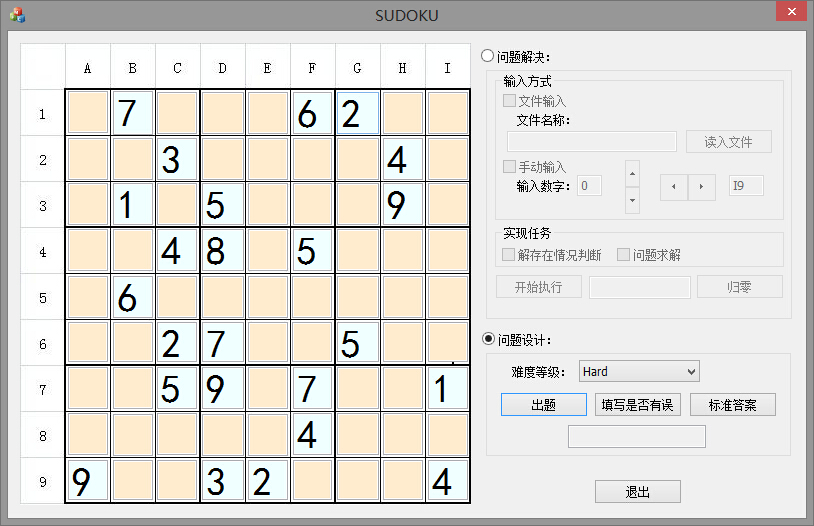 SUDOKU
A B C D E F G H I
1 7 6 2
2 3 4
3 1 5 9
4 4 8 5
5 6
6 2 7 5
7 5 9 7 1
8 4
9 9 3 2 4
问题解决:
输入方式
文件输入
文件名称:
读入文件
手动输入
输入数字: 0
I9
实现任务
解存在情况判断 问题求解
开始执行 归零
问题设计:
难度等级: Hard
出题 填写是否有误 标准答案
退出